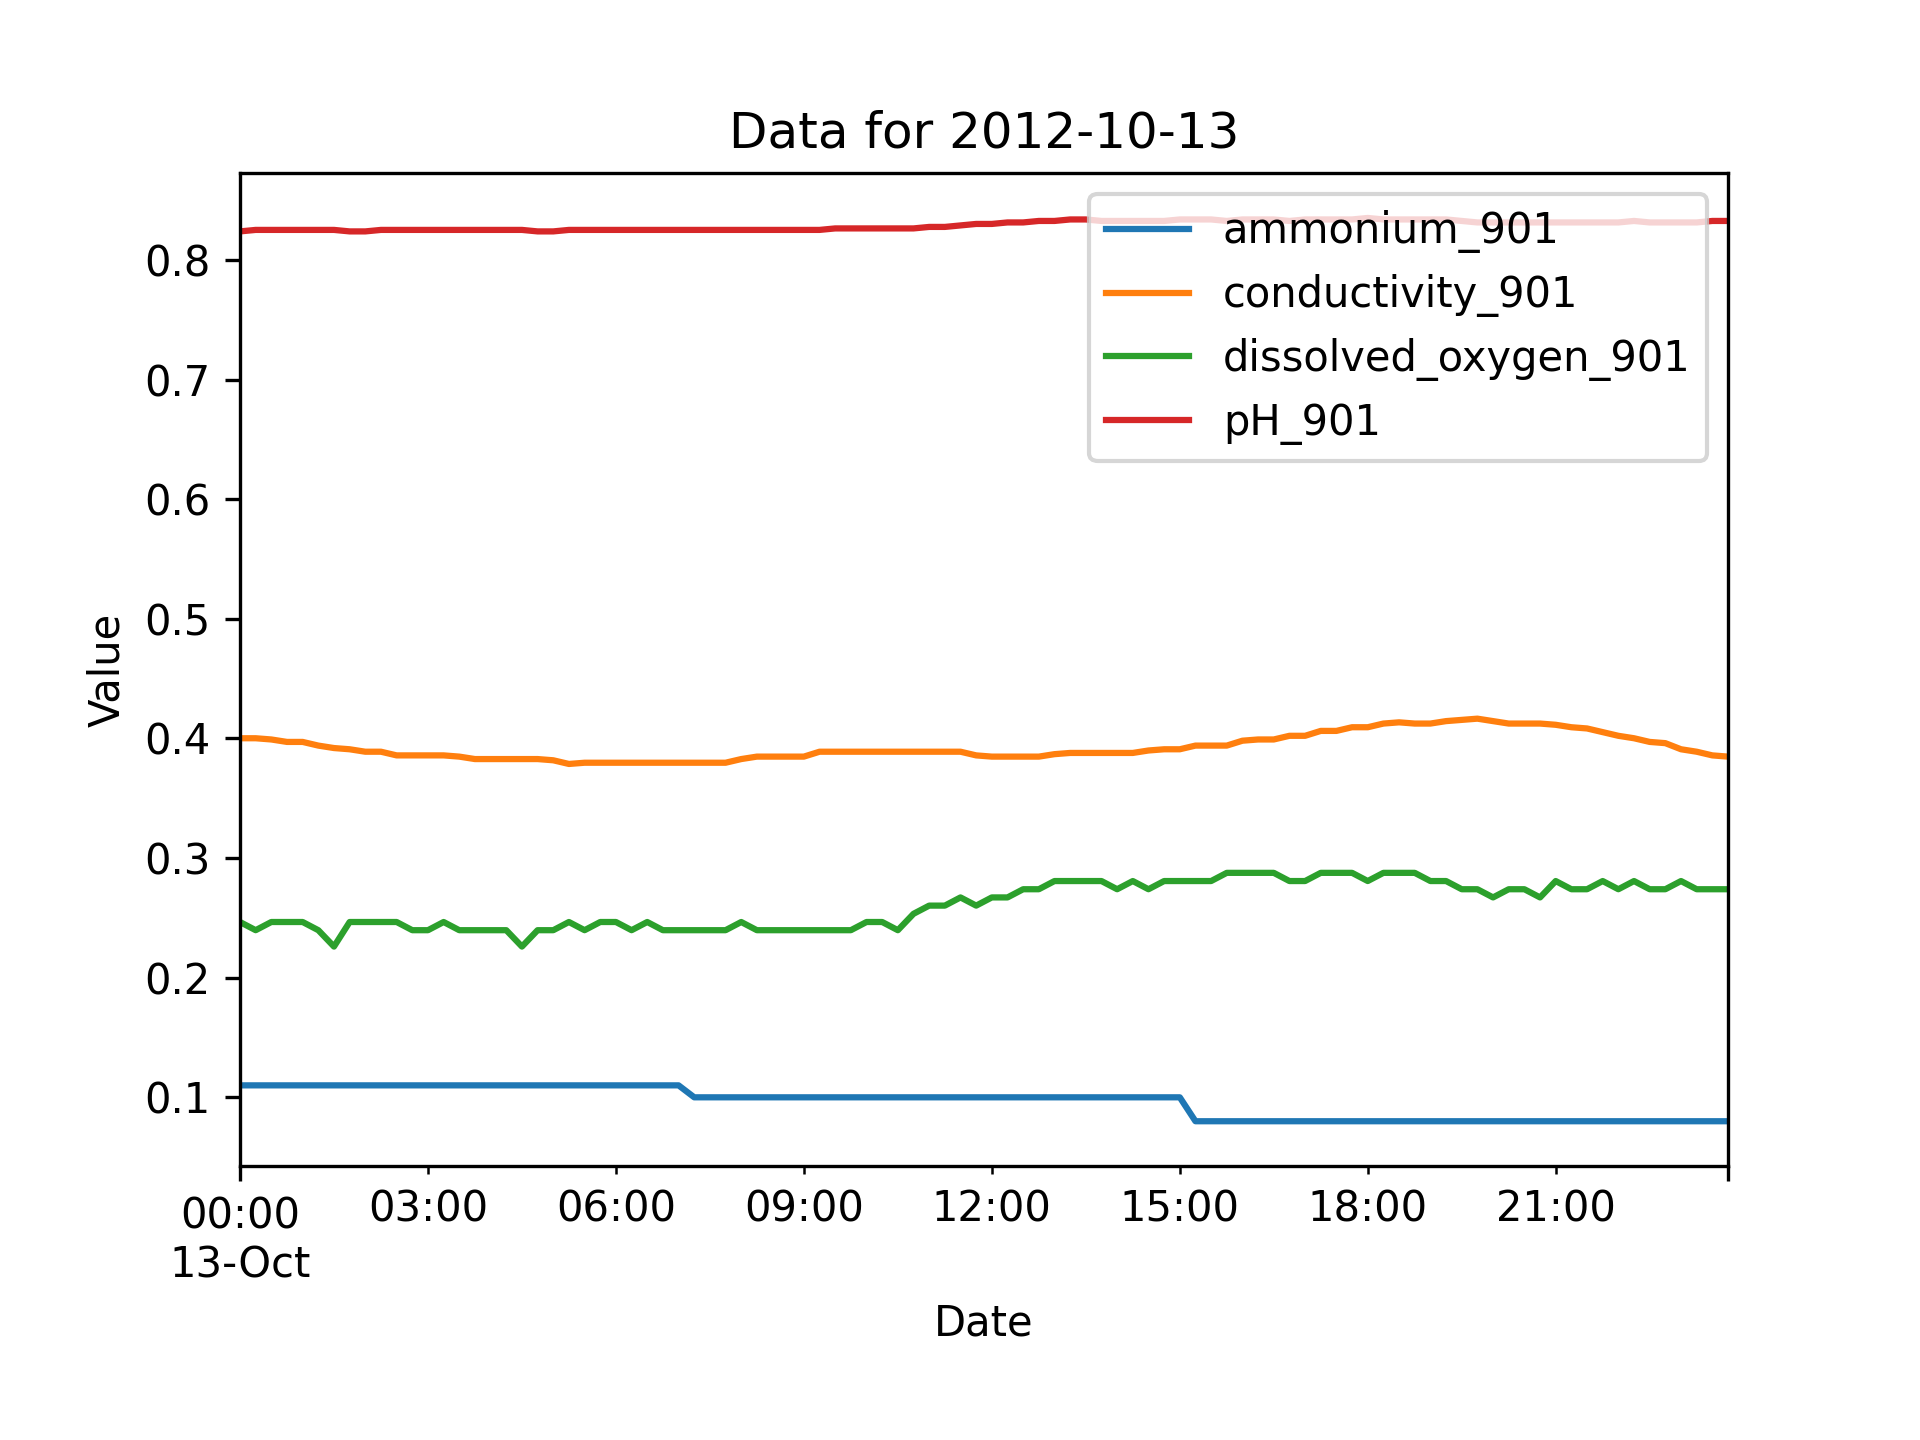 Data for 2012-10-13
ammonium_901
conductivity_901
dissolved_oxygen_901
pH_901
0.8
0.7
0.6
0.5
0.4
0.3
0.2
0.1
Value
00:00 03:00 06:00 09:00 12:00 15:00 18:00 21:00
13-Oct
Date